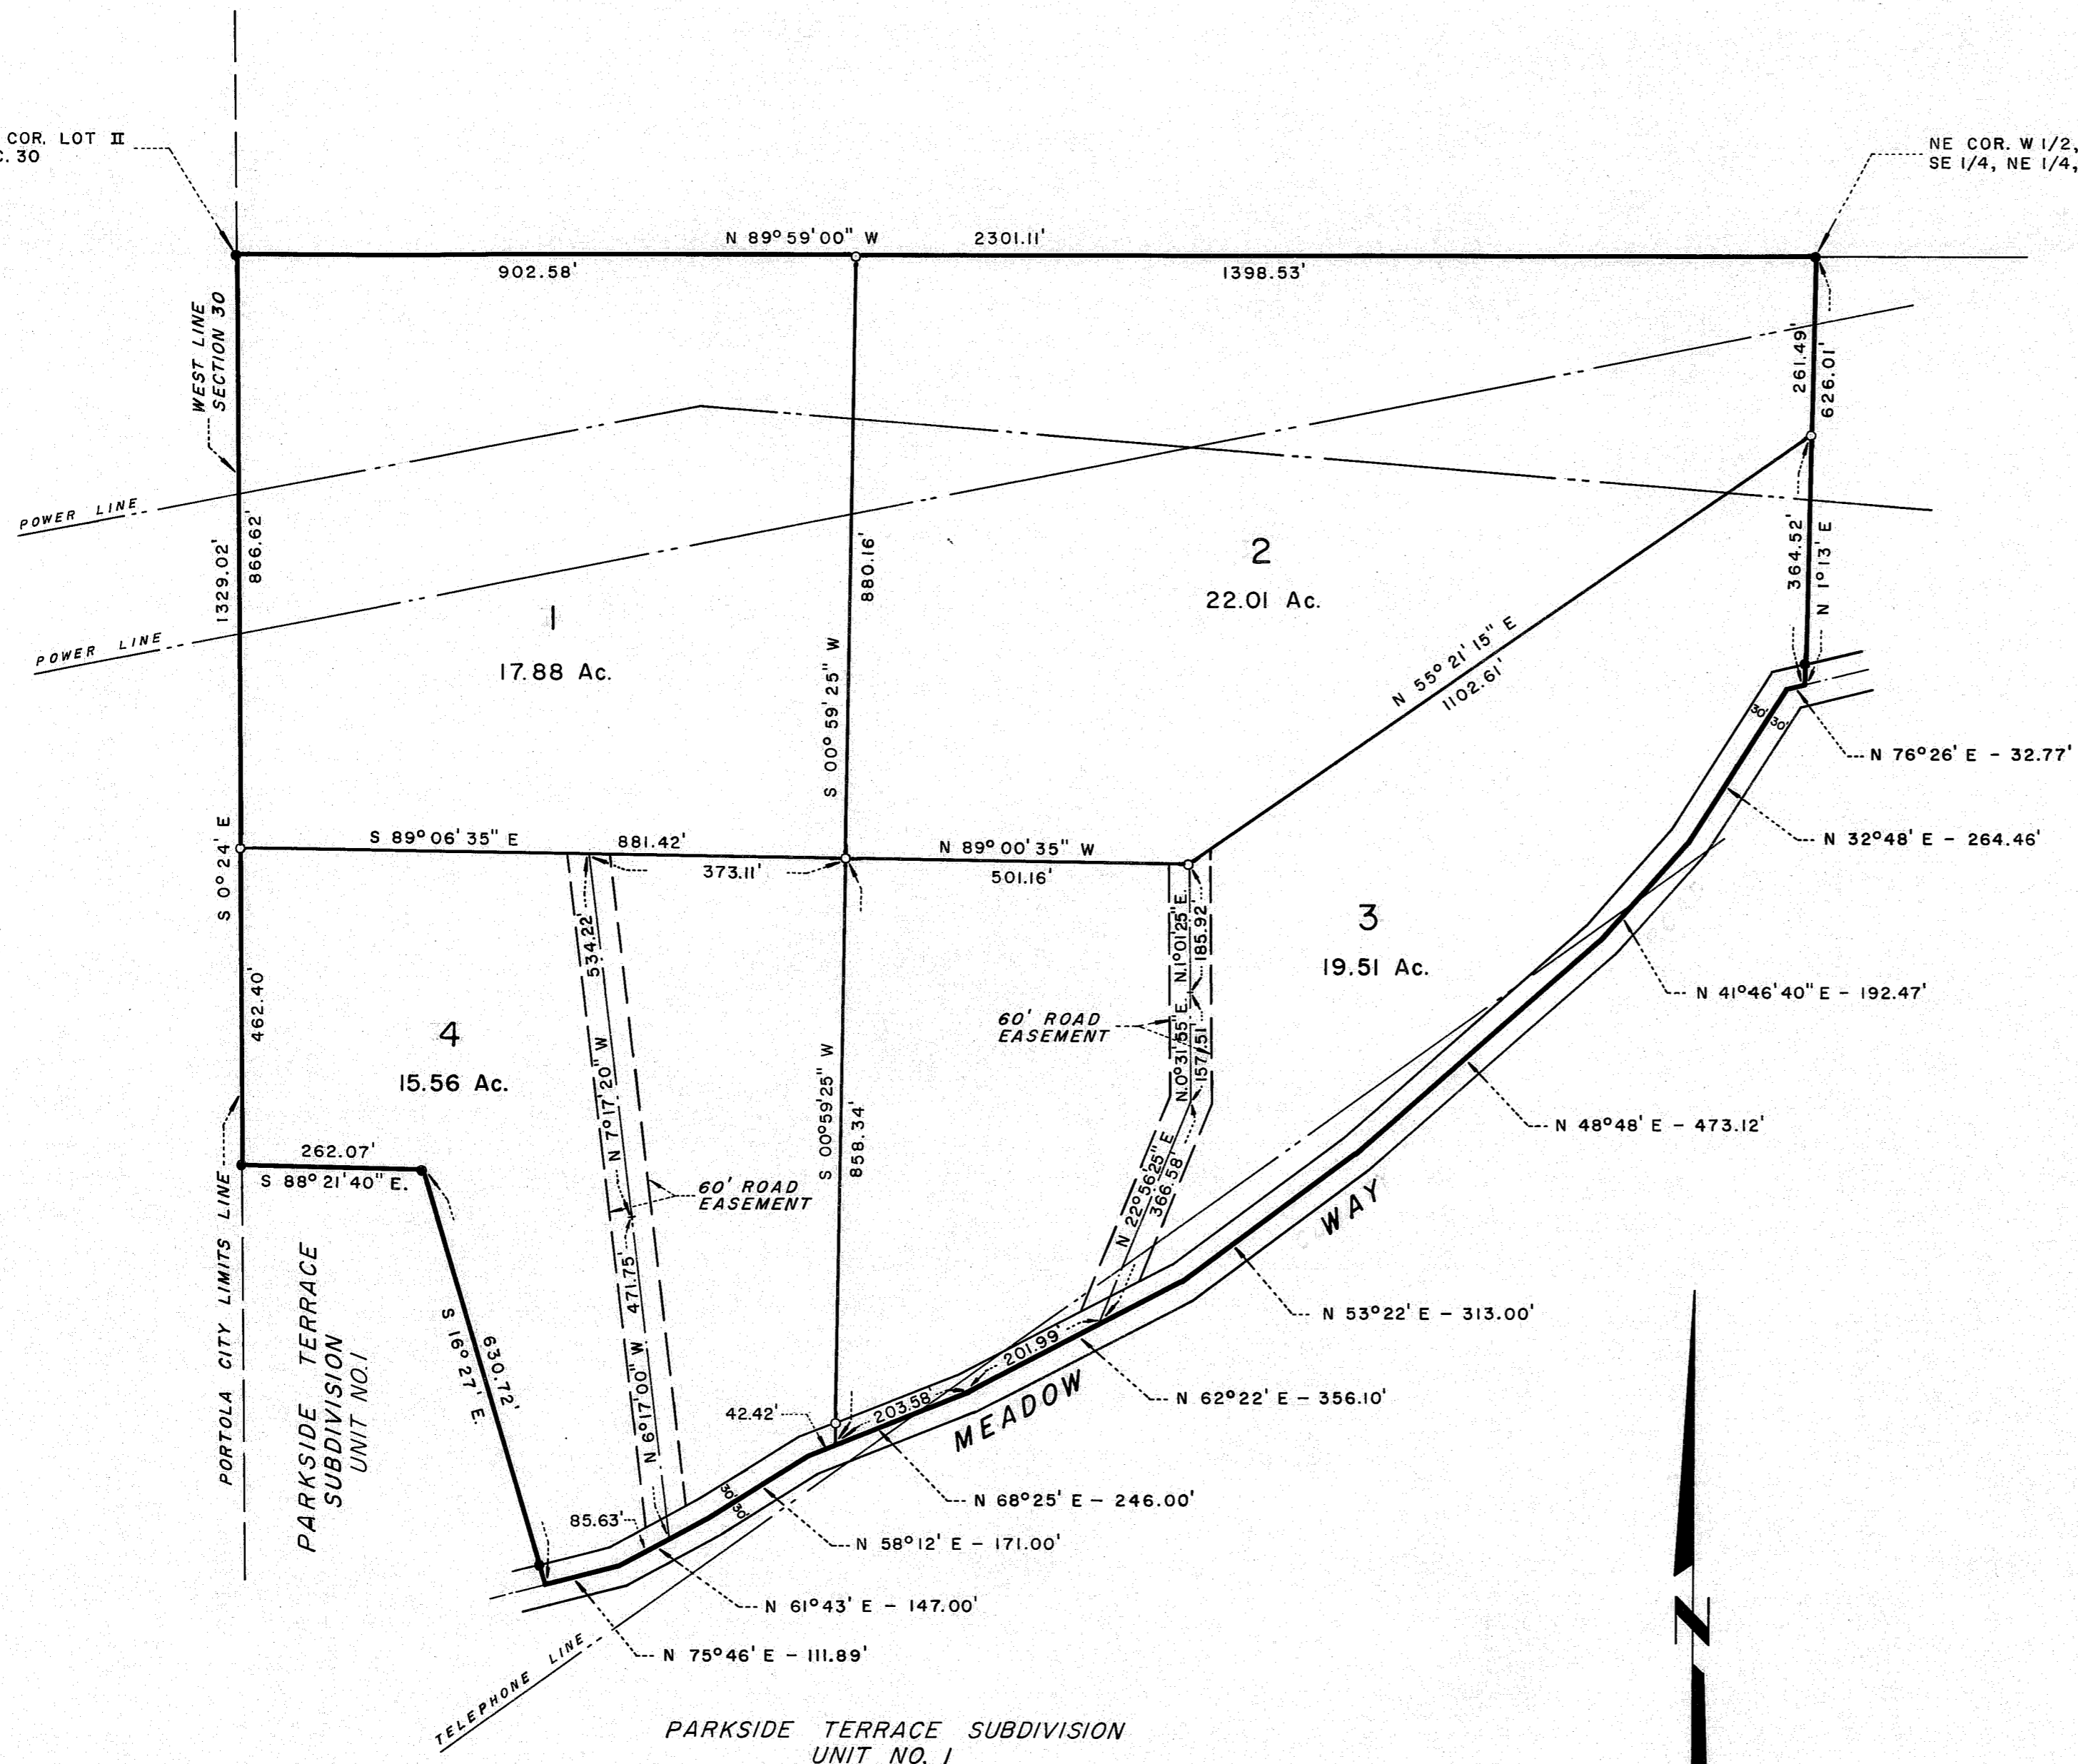 COR. LOT II
C. 30
NE COR. W 1/2,
SE 1/4, NE 1/4,
N 89° 59' 00" W 2301.11'
902.58'
1398.53'
WEST LINE
SECTION 30
261.49'
626.01'
POWER LINE
1329.02'
866.62'
880.16'
S 00° 59' 25" W
2
22.01 Ac.
364.52'
N 1° 13' E
1
17.88 Ac.
POWER LINE
N 55° 21' 15" E
1102.61'
30' 30'
N 76° 26' E - 32.77'
N 32° 48' E - 264.46'
S 0° 24' E
S 89° 06' 35" E 881.42'
373.11'
N 89° 00' 35" W
501.16'
3
19.51 Ac.
N 41° 46' 40" E - 192.47'
462.40'
534.22'
N 7° 17' 20" W
N 1° 01' 25" E
185.92'
N 0° 31' 55" E
157.51
60' ROAD
EASEMENT
4
15.56 Ac.
S 00° 59' 25" W
858.34'
N 22° 56' 25" E
366.58'
N 48° 48' E - 473.12'
262.07'
S 88° 21' 40" E.
60' ROAD
EASEMENT
PORTOLA CITY LIMITS LINE
PARKSIDE TERRACE
SUBDIVISION
UNIT NO. 1
630.72'
S 16° 27' E.
471.75'
N 6° 17' 00" W
201.99'
203.58'
42.42'
MEADOW WAY
N 53° 22' E - 313.00'
N 62° 22' E - 356.10'
N 68° 25' E - 246.00'
30' 30'
85.63'
N 58° 12' E - 171.00'
N 61° 43' E - 147.00'
N 75° 46' E - 111.89'
TELEPHONE LINE
N
PARKSIDE TERRACE SUBDIVISION
UNIT NO. 1